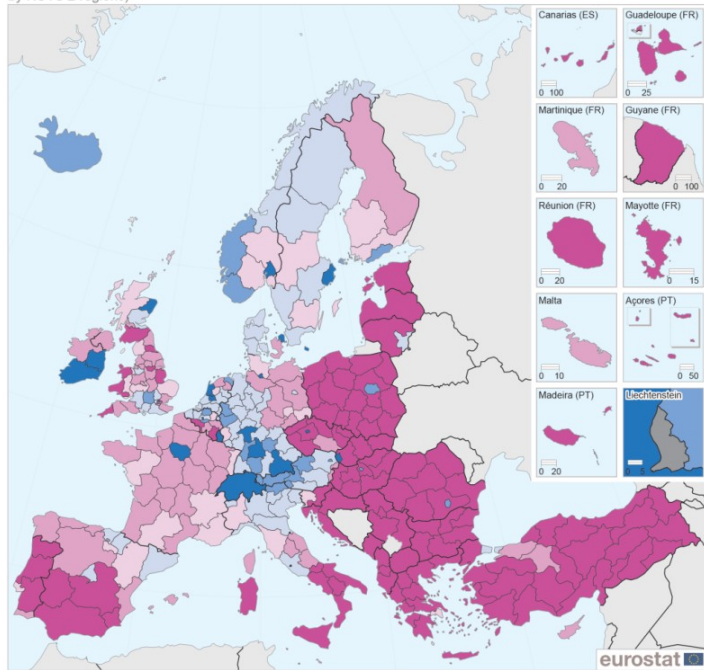 Canarias (ES)
0 100
Guadeloupe (FR)
0 25
Martinique (FR)
0 20
Guyane (FR)
0 100
Réunion (FR)
0 20
Mayotte (FR)
0 15
Malta
0 10
Açores (PT)
0 50
Madeira (PT)
0 20
Liechtenstein
eurostat